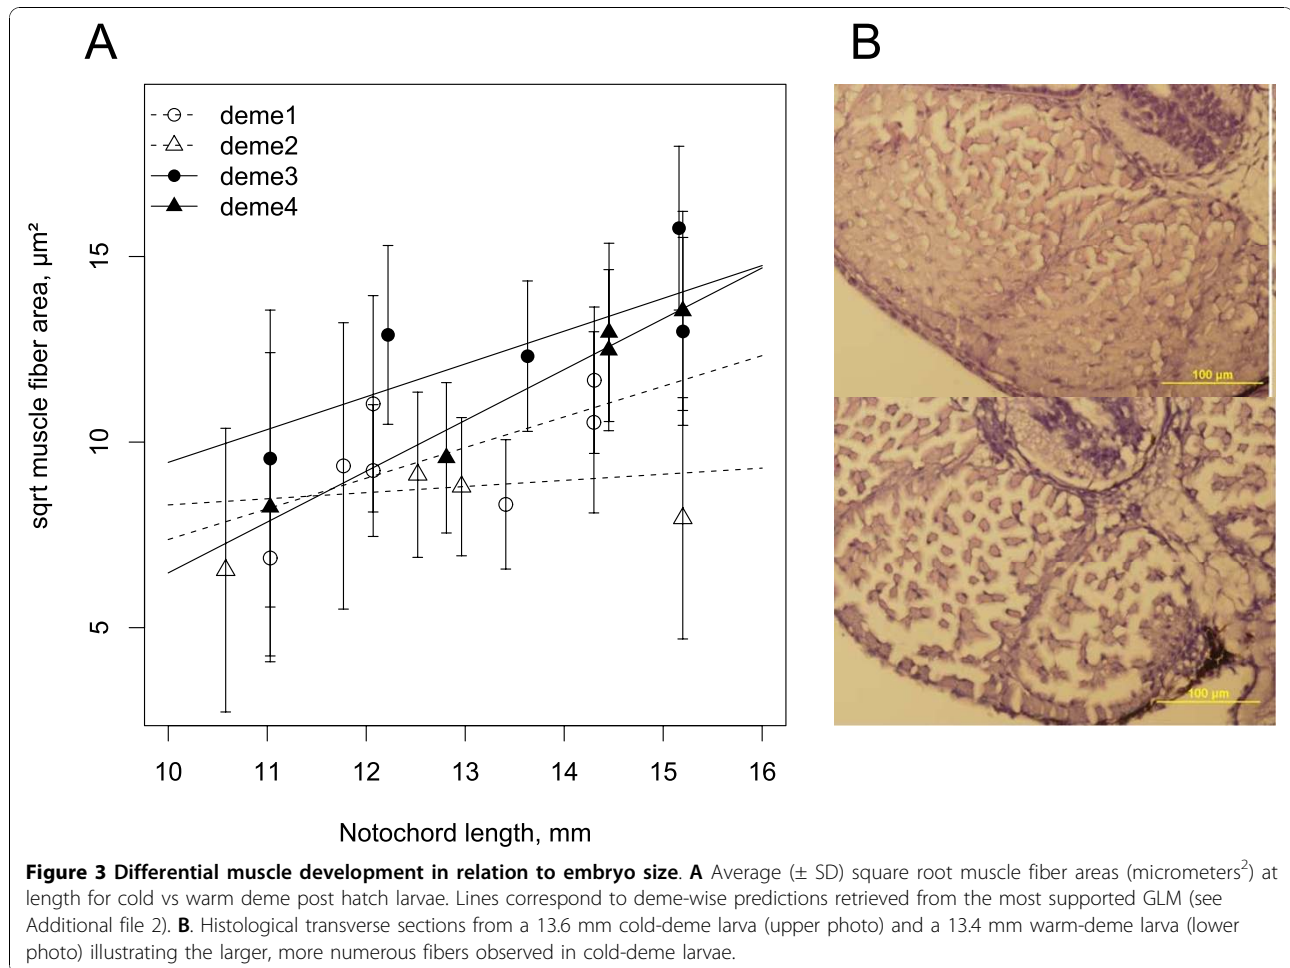 A
B
deme1
deme2
deme3
deme4
sqrt muscle fiber area, µm²
15
10
5
10 11 12 13 14 15 16
Notochord length, mm
100 µm
100 µm
Figure 3 Differential muscle development in relation to embryo size. A Average (± SD) square root muscle fiber areas (micrometers²) at
length for cold vs warm deme post hatch larvae. Lines correspond to deme-wise predictions retrieved from the most supported GLM (see
Additional file 2). B. Histological transverse sections from a 13.6 mm cold-deme larva (upper photo) and a 13.4 mm warm-deme larva (lower
photo) illustrating the larger, more numerous fibers observed in cold-deme larvae.